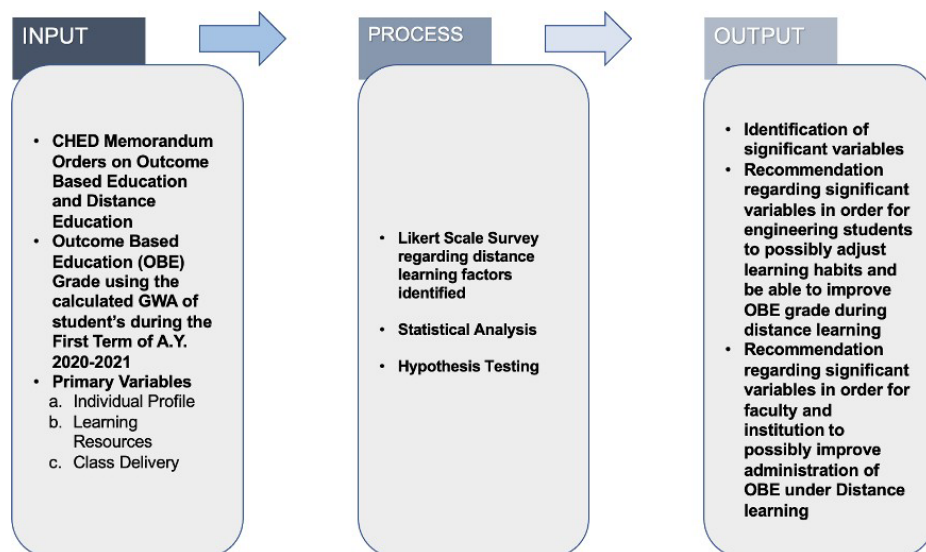 INPUT
• CHED Memorandum
Orders on Outcome
Based Education
and Distance
Education
• Outcome Based
Education (OBE)
Grade using the
calculated GWA of
student's during the
First Term of A.Y.
2020-2021
• Primary Variables
a. Individual Profile
b. Learning
Resources
c. Class Delivery
PROCESS
• Likert Scale Survey
regarding distance
learning factors
identified
• Statistical Analysis
• Hypothesis Testing
OUTPUT
• Identification of
significant variables
• Recommendation
regarding significant
variables in order for
engineering students
to possibly adjust
learning habits and
be able to improve
OBE grade during
distance learning
• Recommendation
regarding significant
variables in order for
faculty and
institution to
possibly improve
administration of
OBE under Distance
learning